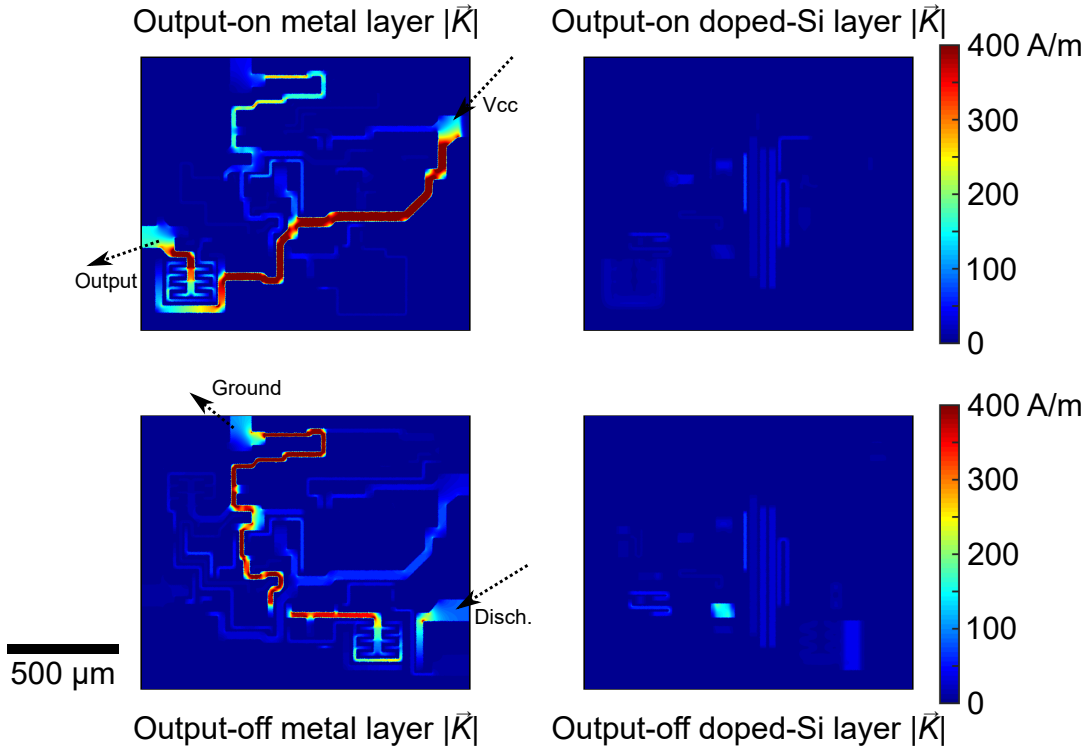 Output-on metal layer |K⃗|
Output-on doped-Si layer |K⃗|
Vcc
Output
400 A/m
300
200
100
0
Ground
Disch.
400 A/m
300
200
100
0
500 µm
Output-off metal layer |K⃗|
Output-off doped-Si layer |K⃗|